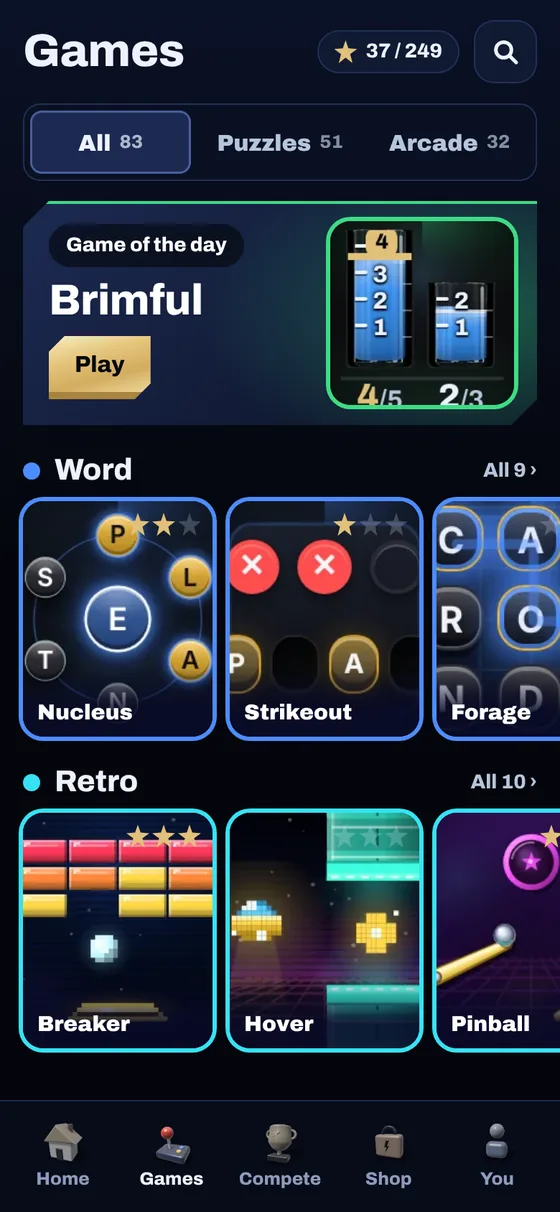 Games
37 / 249
All 83
Puzzles 51
Arcade 32
Game of the day
Brimful
Play
4
3
2
1
2
1
4/5
2/3
Word
All 9 ›
P
S
L
E
T
A
N
Nucleus
P
A
Strikeout
C
A
R
O
N
D
Forage
Retro
All 10 ›
Breaker
Hover
Pinball
Home
Games
Compete
Shop
You